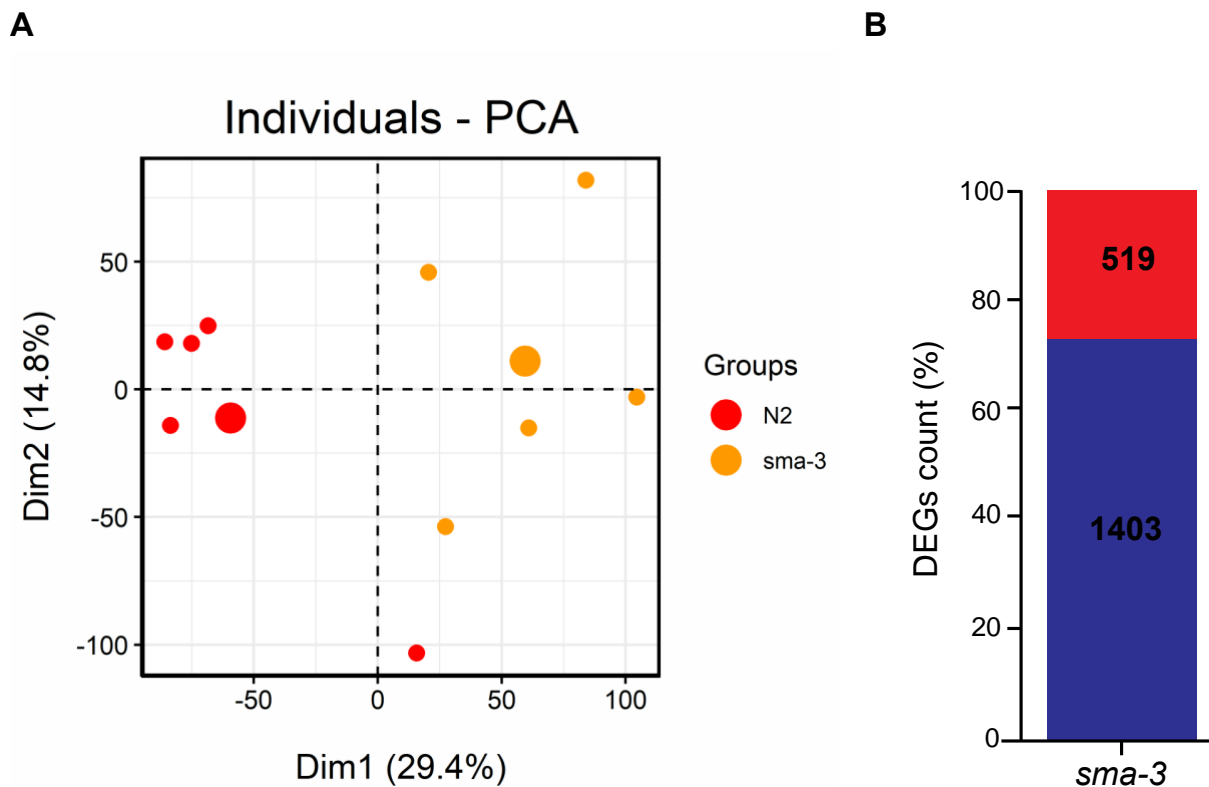 A
Individuals - PCA
50
0
-50
-100
Dim2 (14.8%)
-50
0
50
100
Dim1 (29.4%)
Groups
N2
sma-3
B
100
80
60
40
20
0
DEGs count (%)
519
1403
sma-3